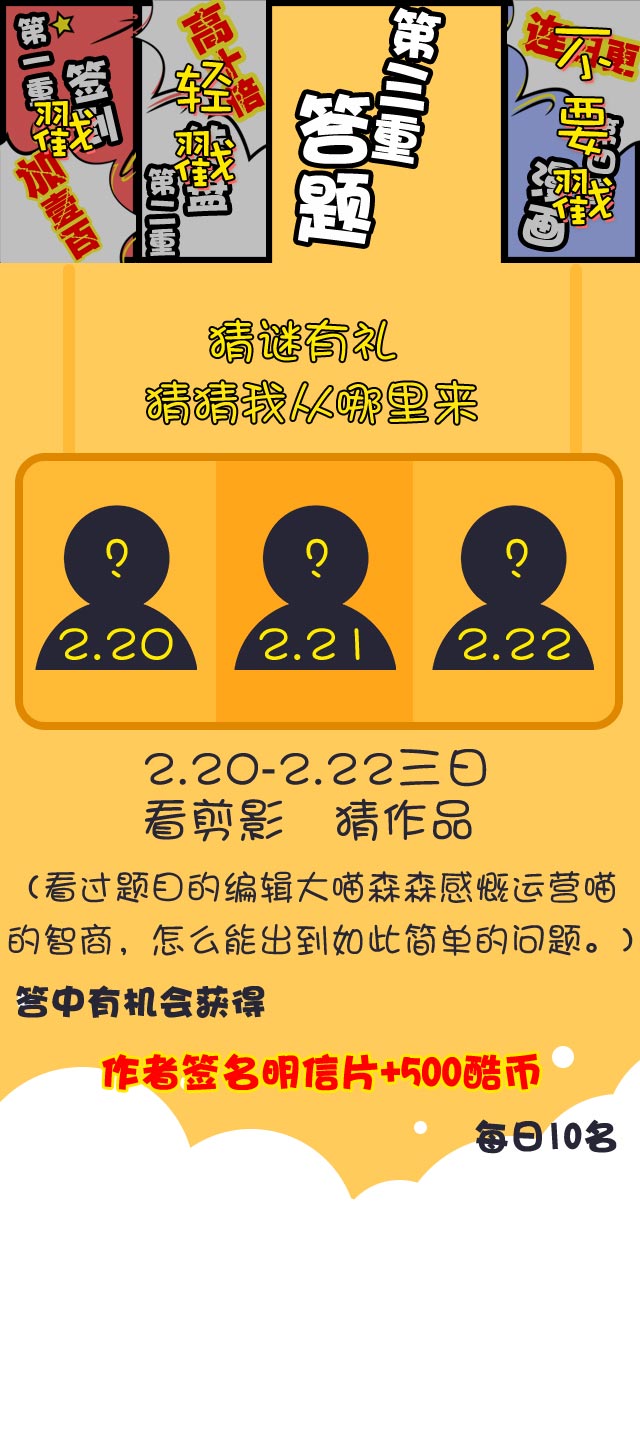 第一重
签到
戳
加壹百
高十倍
轻戳
第二重
第三重
答题
不要戳
漫画
猜谜有礼
猜猜我从哪里来
? ? ?
2.20 2.21 2.22
2.20-2.22三日
看剪影 猜作品
(看过题目的编辑大喵森森感慨运营喵
的智商，怎么能出到如此简单的问题。)
答中有机会获得
作者签名明信片+500酷币
每日10名